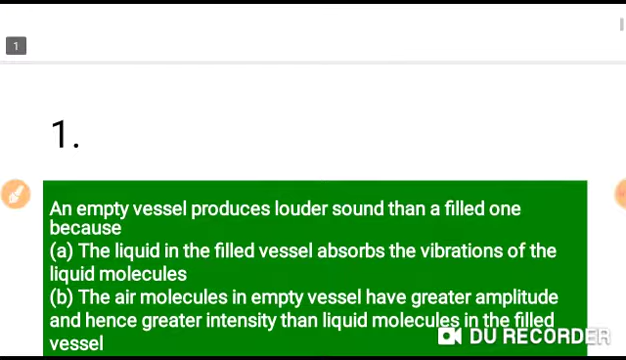 1
1.
An empty vessel produces louder sound than a filled one
because
(a) The liquid in the filled vessel absorbs the vibrations of the
liquid molecules
(b) The air molecules in empty vessel have greater amplitude
and hence greater intensity than liquid molecules in the filled
vessel
DU RECORDER